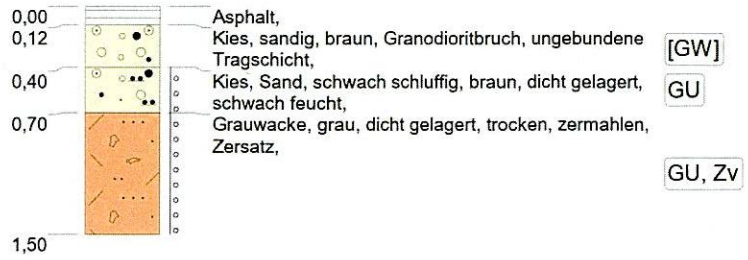 0,00 Asphalt,
0,12 Kies, sandig, braun, Granodioritbruch, ungebundene [GW]
Tragschicht,
0,40 Kies, Sand, schwach schluffig, braun, dicht gelagert, GU
schwach feucht,
0,70 Grauwacke, grau, dicht gelagert, trocken, zermahlen,
Zersatz,
GU, Zv
1,50